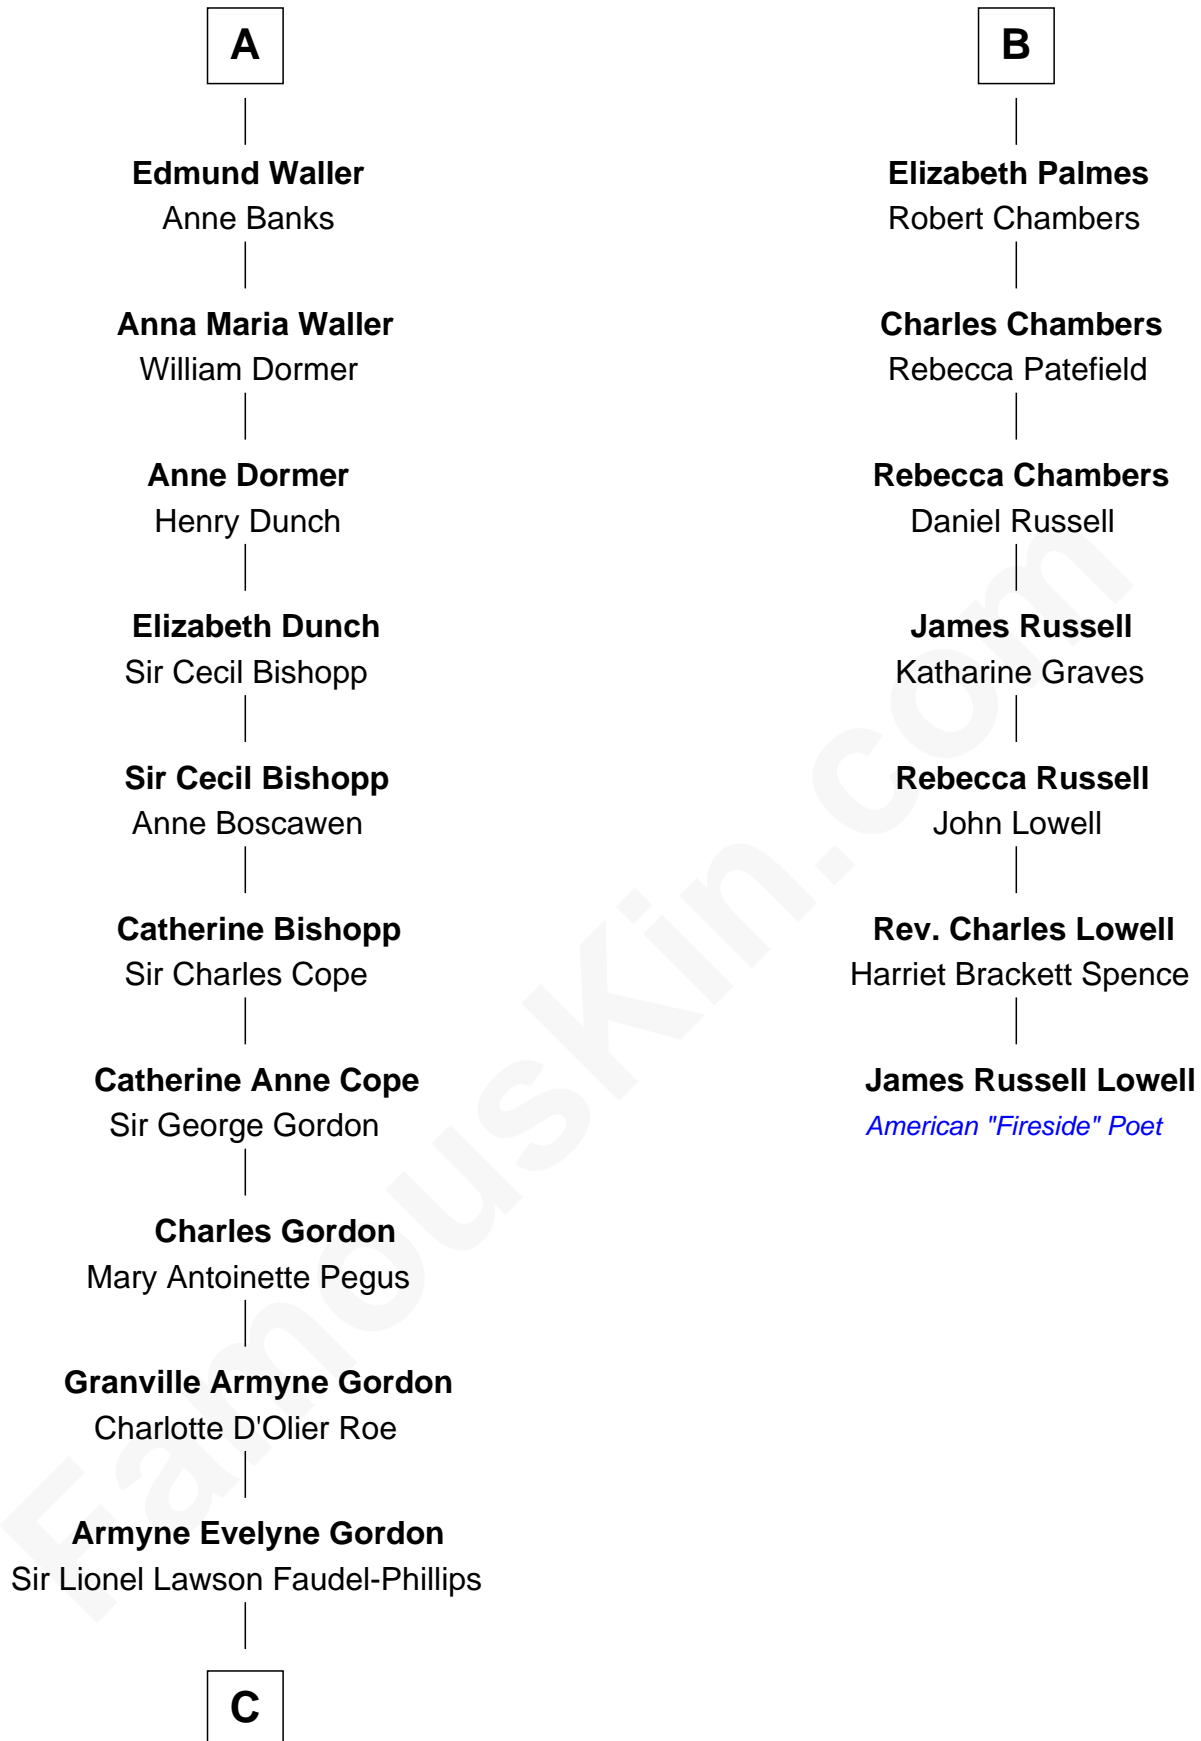 A
Edmund Waller
Anne Banks
Anna Maria Waller
William Dormer
Anne Dormer
Henry Dunch
Elizabeth Dunch
Sir Cecil Bishopp
Sir Cecil Bishopp
Anne Boscawen
Catherine Bishopp
Sir Charles Cope
Catherine Anne Cope
Sir George Gordon
Charles Gordon
Mary Antoinette Pegus
Granville Armyne Gordon
Charlotte D'Olier Roe
Armyne Evelyne Gordon
Sir Lionel Lawson Faudel-Phillips
C
B
Elizabeth Palmes
Robert Chambers
Charles Chambers
Rebecca Patefield
Rebecca Chambers
Daniel Russell
James Russell
Katharine Graves
Rebecca Russell
John Lowell
Rev. Charles Lowell
Harriet Brackett Spence
James Russell Lowell
American "Fireside" Poet
FamousKin.com